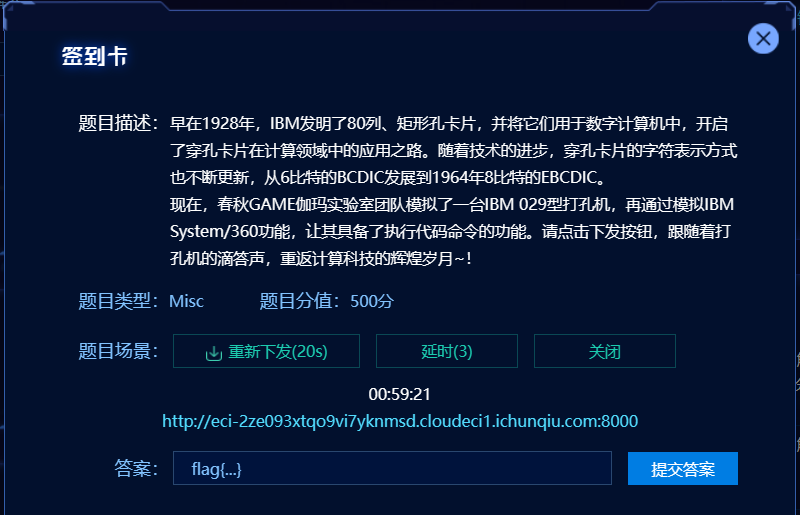 签到卡
题目描述：早在1928年，IBM发明了80列、矩形孔卡片，并将它们用于数字计算机中，开启
了穿孔卡片在计算领域中的应用之路。随着技术的进步，穿孔卡片的字符表示方式
也不断更新，从6比特的BCDIC发展到1964年8比特的EBCDIC。
现在，春秋GAME伽玛实验室团队模拟了一台IBM 029型打孔机，再通过模拟IBM
System/360功能，让其具备了执行代码命令的功能。请点击下发按钮，跟随着打
孔机的滴答声，重返计算科技的辉煌岁月~！
题目类型：Misc 题目分值：500分
题目场景： 重新下发(20s) 延时(3) 关闭
00:59:21
http://eci-2ze093xtqo9vi7yknmsd.cloudeci1.ichunqiu.com:8000
答案： flag{...} 提交答案